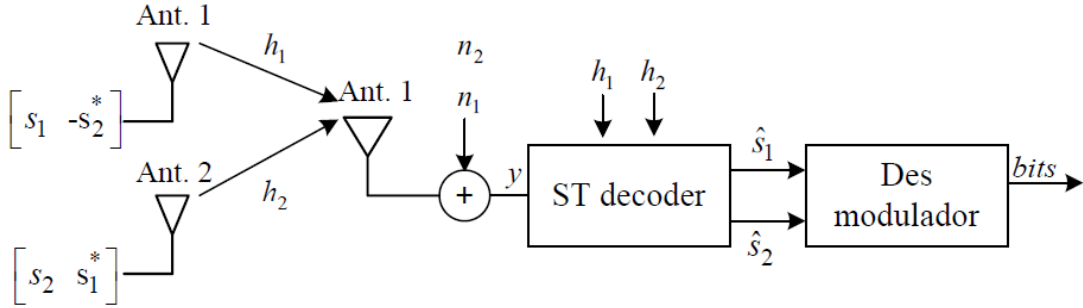 Ant. 1
h₁
[ s₁ -s₂* ]
Ant. 2
h₂
[ s₂ s₁* ]
Ant. 1
n₂
n₁
y
h₁ h₂
ST decoder
ŝ₁
ŝ₂
Des
modulador
bits